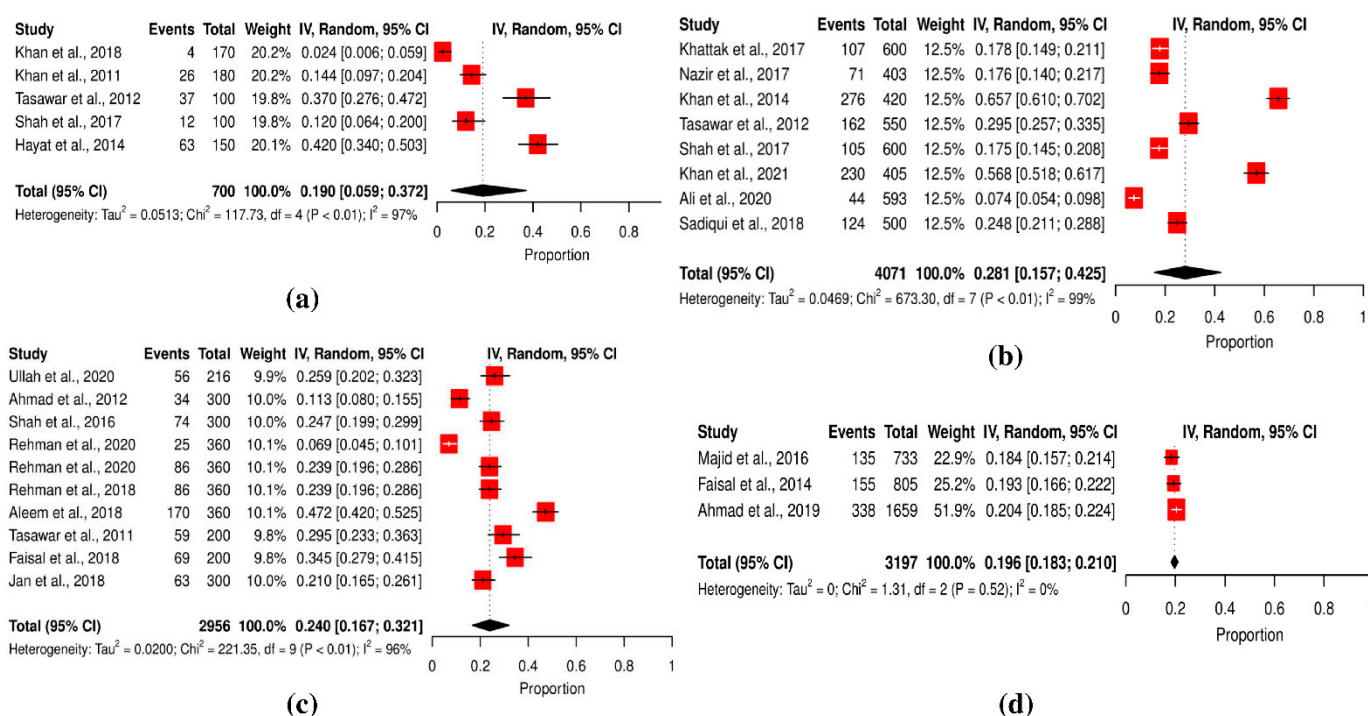 Study Events Total Weight IV, Random, 95% CI IV, Random, 95% CI
Khan et al., 2018 4 170 20.2% 0.024 [0.006; 0.059]
Khan et al., 2011 26 180 20.2% 0.144 [0.097; 0.204]
Tasawar et al., 2012 37 100 19.8% 0.370 [0.276; 0.472]
Shah et al., 2017 12 100 19.8% 0.120 [0.064; 0.200]
Hayat et al., 2014 63 150 20.1% 0.420 [0.340; 0.503]
Total (95% CI) 700 100.0% 0.190 [0.059; 0.372]
Heterogeneity: Tau² = 0.0513; Chi² = 117.73, df = 4 (P < 0.01); I² = 97%
0 0.2 0.4 0.6 0.8
Proportion
(a)
Study Events Total Weight IV, Random, 95% CI IV, Random, 95% CI
Khattak et al., 2017 107 600 12.5% 0.178 [0.149; 0.211]
Nazir et al., 2017 71 403 12.5% 0.176 [0.140; 0.217]
Khan et al., 2014 276 420 12.5% 0.657 [0.610; 0.702]
Tasawar et al., 2012 162 550 12.5% 0.295 [0.257; 0.335]
Shah et al., 2017 105 600 12.5% 0.175 [0.145; 0.208]
Khan et al., 2021 230 405 12.5% 0.568 [0.518; 0.617]
Ali et al., 2020 44 593 12.5% 0.074 [0.054; 0.098]
Sadiqui et al., 2018 124 500 12.5% 0.248 [0.211; 0.288]
Total (95% CI) 4071 100.0% 0.281 [0.157; 0.425]
Heterogeneity: Tau² = 0.0469; Chi² = 673.30, df = 7 (P < 0.01); I² = 99%
0 0.2 0.4 0.6 0.8 1
Proportion
(b)
Study Events Total Weight IV, Random, 95% CI IV, Random, 95% CI
Ullah et al., 2020 56 216 9.9% 0.259 [0.202; 0.323]
Ahmad et al., 2012 34 300 10.0% 0.113 [0.080; 0.155]
Shah et al., 2016 74 300 10.0% 0.247 [0.199; 0.299]
Rehman et al., 2020 25 360 10.1% 0.069 [0.045; 0.101]
Rehman et al., 2020 86 360 10.1% 0.239 [0.196; 0.286]
Rehman et al., 2018 86 360 10.1% 0.239 [0.196; 0.286]
Aleem et al., 2018 170 360 10.1% 0.472 [0.420; 0.525]
Tasawar et al., 2011 59 200 9.8% 0.295 [0.233; 0.363]
Faisal et al., 2018 69 200 9.8% 0.345 [0.279; 0.415]
Jan et al., 2018 63 300 10.0% 0.210 [0.165; 0.261]
Total (95% CI) 2956 100.0% 0.240 [0.167; 0.321]
Heterogeneity: Tau² = 0.0200; Chi² = 221.35, df = 9 (P < 0.01); I² = 96%
0 0.2 0.4 0.6 0.8 1
Proportion
(c)
Study Events Total Weight IV, Random, 95% CI IV, Random, 95% CI
Majid et al., 2016 135 733 22.9% 0.184 [0.157; 0.214]
Faisal et al., 2014 155 805 25.2% 0.193 [0.166; 0.222]
Ahmad et al., 2019 338 1659 51.9% 0.204 [0.185; 0.224]
Total (95% CI) 3197 100.0% 0.196 [0.183; 0.210]
Heterogeneity: Tau² = 0; Chi² = 1.31, df = 2 (P = 0.52); I² = 0%
0 0.2 0.4 0.6 0.8 1
Proportion
(d)